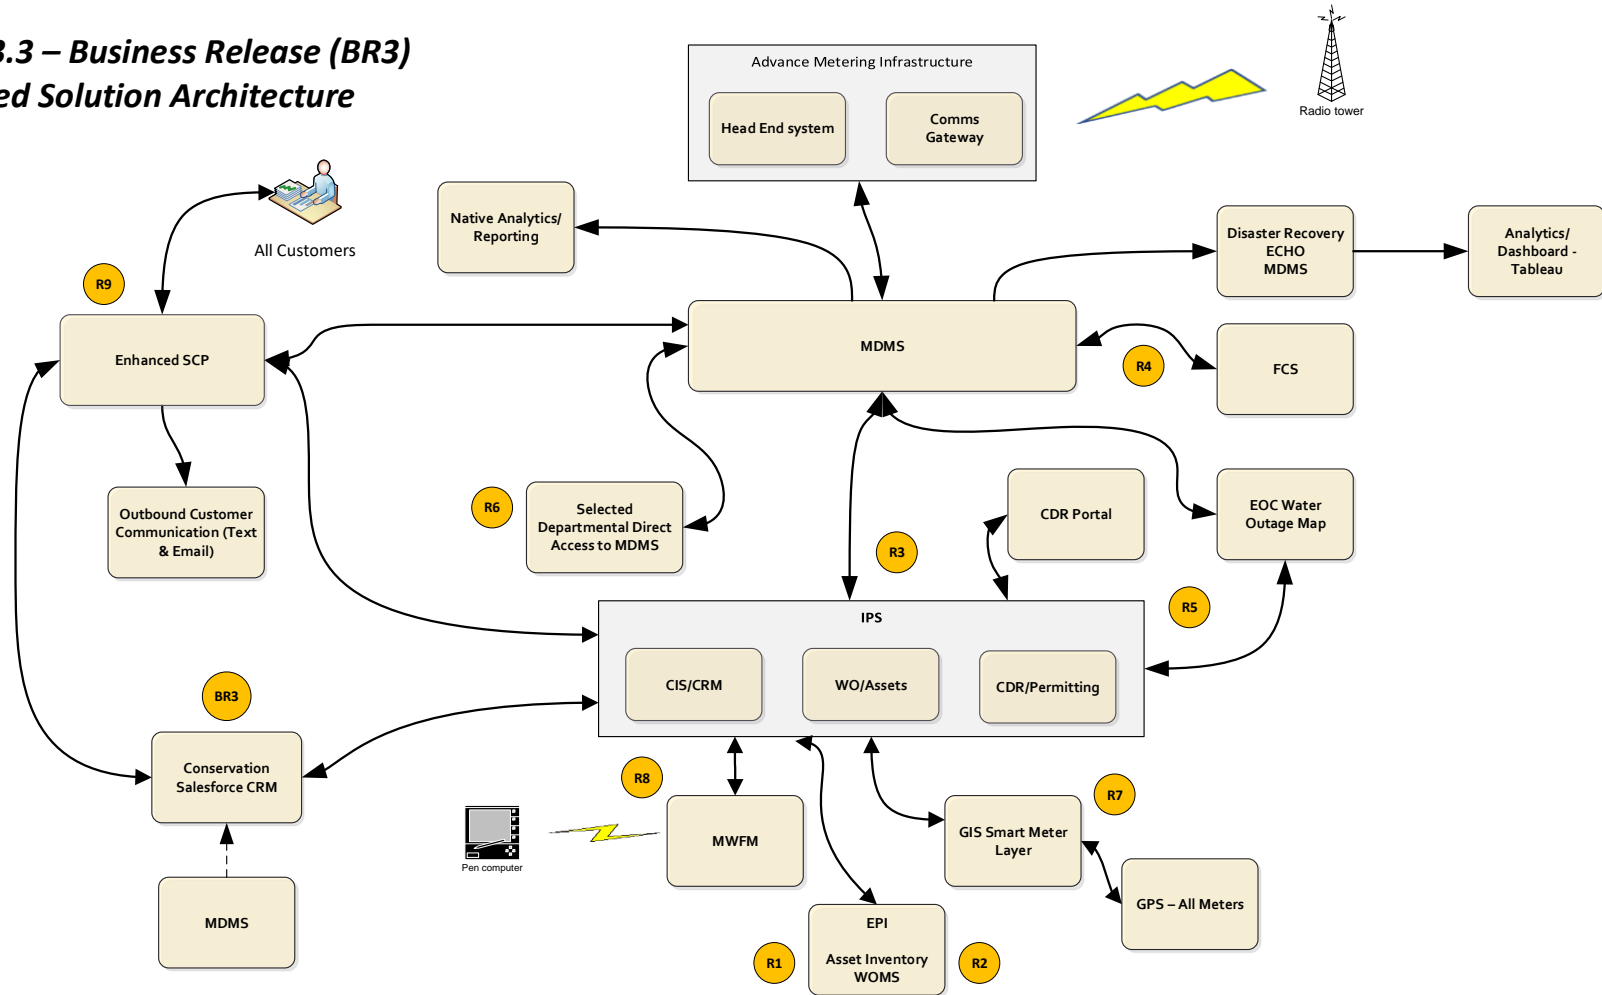 3.3 – Business Release (BR3)
ed Solution Architecture
Advance Metering Infrastructure
Head End system
Comms
Gateway
Radio tower
All Customers
Native Analytics/
Reporting
Disaster Recovery
ECHO
MDMS
Analytics/
Dashboard -
Tableau
R9
Enhanced SCP
MDMS
R4
FCS
Outbound Customer
Communication (Text
& Email)
R6
Selected
Departmental Direct
Access to MDMS
R3
CDR Portal
EOC Water
Outage Map
R5
IPS
CIS/CRM
WO/Assets
CDR/Permitting
BR3
Conservation
Salesforce CRM
R8
MWFM
Pen computer
GIS Smart Meter
Layer
R7
GPS – All Meters
MDMS
EPI
Asset Inventory
WOMS
R1
R2